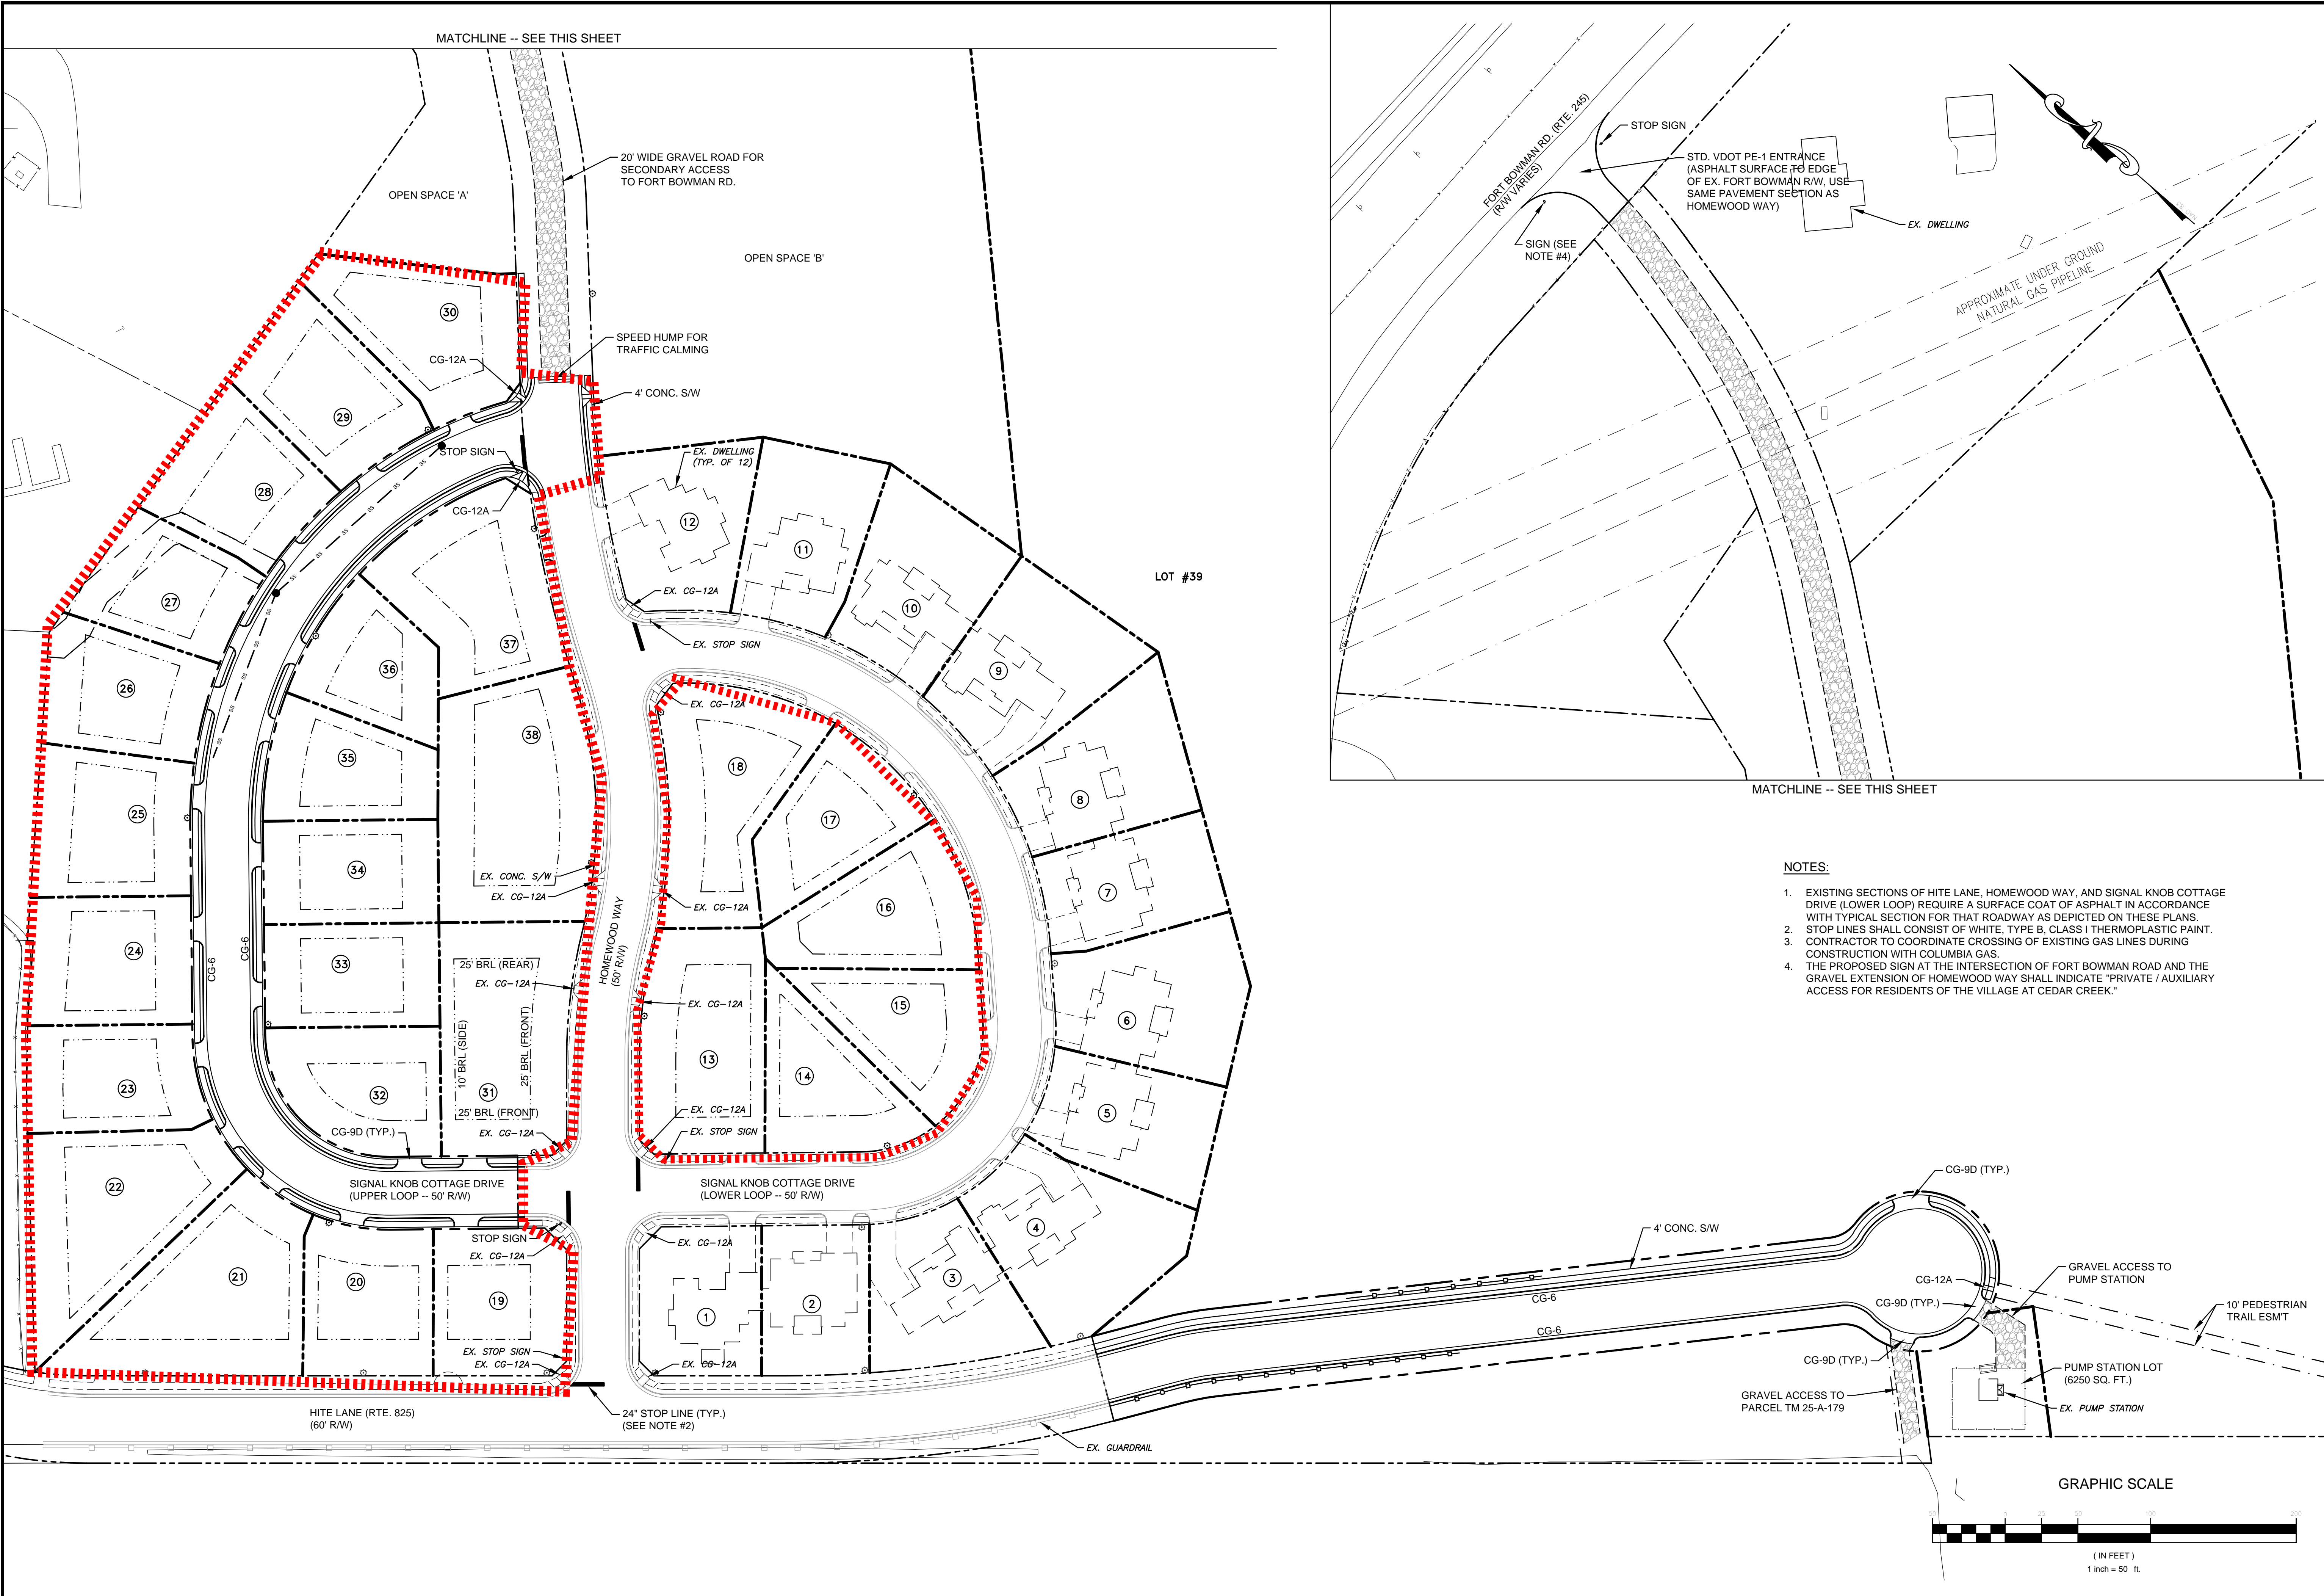 MATCHLINE -- SEE THIS SHEET
20' WIDE GRAVEL ROAD FOR
SECONDARY ACCESS
TO FORT BOWMAN RD.
OPEN SPACE 'A'
OPEN SPACE 'B'
30
SPEED HUMP FOR
TRAFFIC CALMING
CG-12A
4' CONC. S/W
29
STOP SIGN
EX. DWELLING
(TYP. OF 12)
28
CG-12A
12
11
LOT #39
27
EX. CG-12A
10
37
EX. STOP SIGN
36
9
26
EX. CG-12A
38
35
18
8
25
17
34
EX. CONC. S/W
EX. CG-12A
7
EX. CG-12A
16
24
CG-6
CG-6
33
25' BRL (REAR)
EX. CG-12A
HOMEWOOD WAY
(50' R/W)
EX. CG-12A
15
6
10' BRL (SIDE)
25' BRL (FRONT)
13
14
23
32
31
25' BRL (FRONT)
EX. CG-12A
5
CG-9D (TYP.)
EX. CG-12A
EX. STOP SIGN
22
SIGNAL KNOB COTTAGE DRIVE
(UPPER LOOP -- 50' R/W)
SIGNAL KNOB COTTAGE DRIVE
(LOWER LOOP -- 50' R/W)
4
STOP SIGN
EX. CG-12A
EX. CG-12A
21
20
19
3
2
1
EX. STOP SIGN
EX. CG-12A
EX. CG-12A
HITE LANE (RTE. 825)
(60' R/W)
24" STOP LINE (TYP.)
(SEE NOTE #2)
EX. GUARDRAIL
SS
SS
SS
SS
SS
SS
SS
SS
SS
FORT BOWMAN RD. (RTE. 245)
(R/W VARIES)
STOP SIGN
STD. VDOT PE-1 ENTRANCE
(ASPHALT SURFACE TO EDGE
OF EX. FORT BOWMAN R/W, USE
SAME PAVEMENT SECTION AS
HOMEWOOD WAY)
EX. DWELLING
SIGN (SEE
NOTE #4)
APPROXIMATE UNDER GROUND
NATURAL GAS PIPELINE
MATCHLINE -- SEE THIS SHEET
NOTES:
1. EXISTING SECTIONS OF HITE LANE, HOMEWOOD WAY, AND SIGNAL KNOB COTTAGE
DRIVE (LOWER LOOP) REQUIRE A SURFACE COAT OF ASPHALT IN ACCORDANCE
WITH TYPICAL SECTION FOR THAT ROADWAY AS DEPICTED ON THESE PLANS.
2. STOP LINES SHALL CONSIST OF WHITE, TYPE B, CLASS I THERMOPLASTIC PAINT.
3. CONTRACTOR TO COORDINATE CROSSING OF EXISTING GAS LINES DURING
CONSTRUCTION WITH COLUMBIA GAS.
4. THE PROPOSED SIGN AT THE INTERSECTION OF FORT BOWMAN ROAD AND THE
GRAVEL EXTENSION OF HOMEWOOD WAY SHALL INDICATE "PRIVATE / AUXILIARY
ACCESS FOR RESIDENTS OF THE VILLAGE AT CEDAR CREEK."
CG-9D (TYP.)
4' CONC. S/W
GRAVEL ACCESS TO
PUMP STATION
CG-12A
CG-6
CG-9D (TYP.)
10' PEDESTRIAN
TRAIL ESM'T
CG-6
CG-9D (TYP.)
PUMP STATION LOT
(6250 SQ. FT.)
GRAVEL ACCESS TO
PARCEL TM 25-A-179
EX. PUMP STATION
GRAPHIC SCALE
50 0 25 50 100 200
( IN FEET )
1 inch = 50 ft.